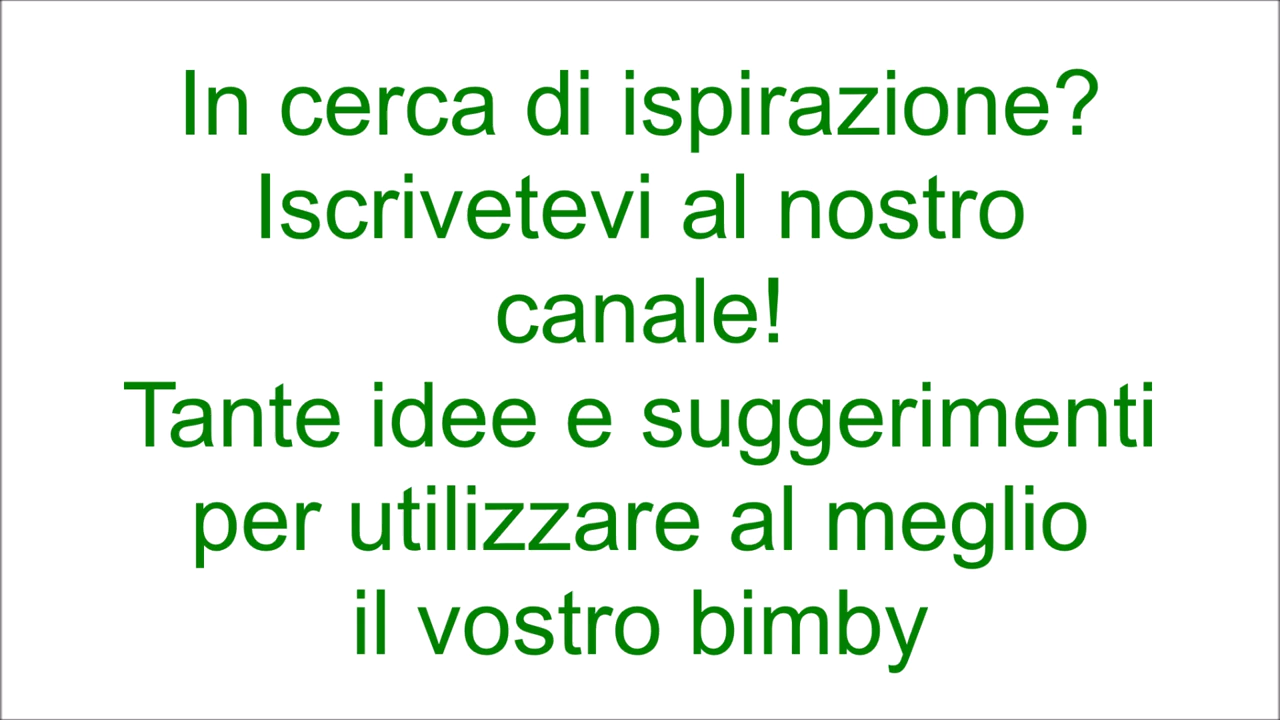 In cerca di ispirazione?
Iscrivetevi al nostro
canale!
Tante idee e suggerimenti
per utilizzare al meglio
il vostro bimby